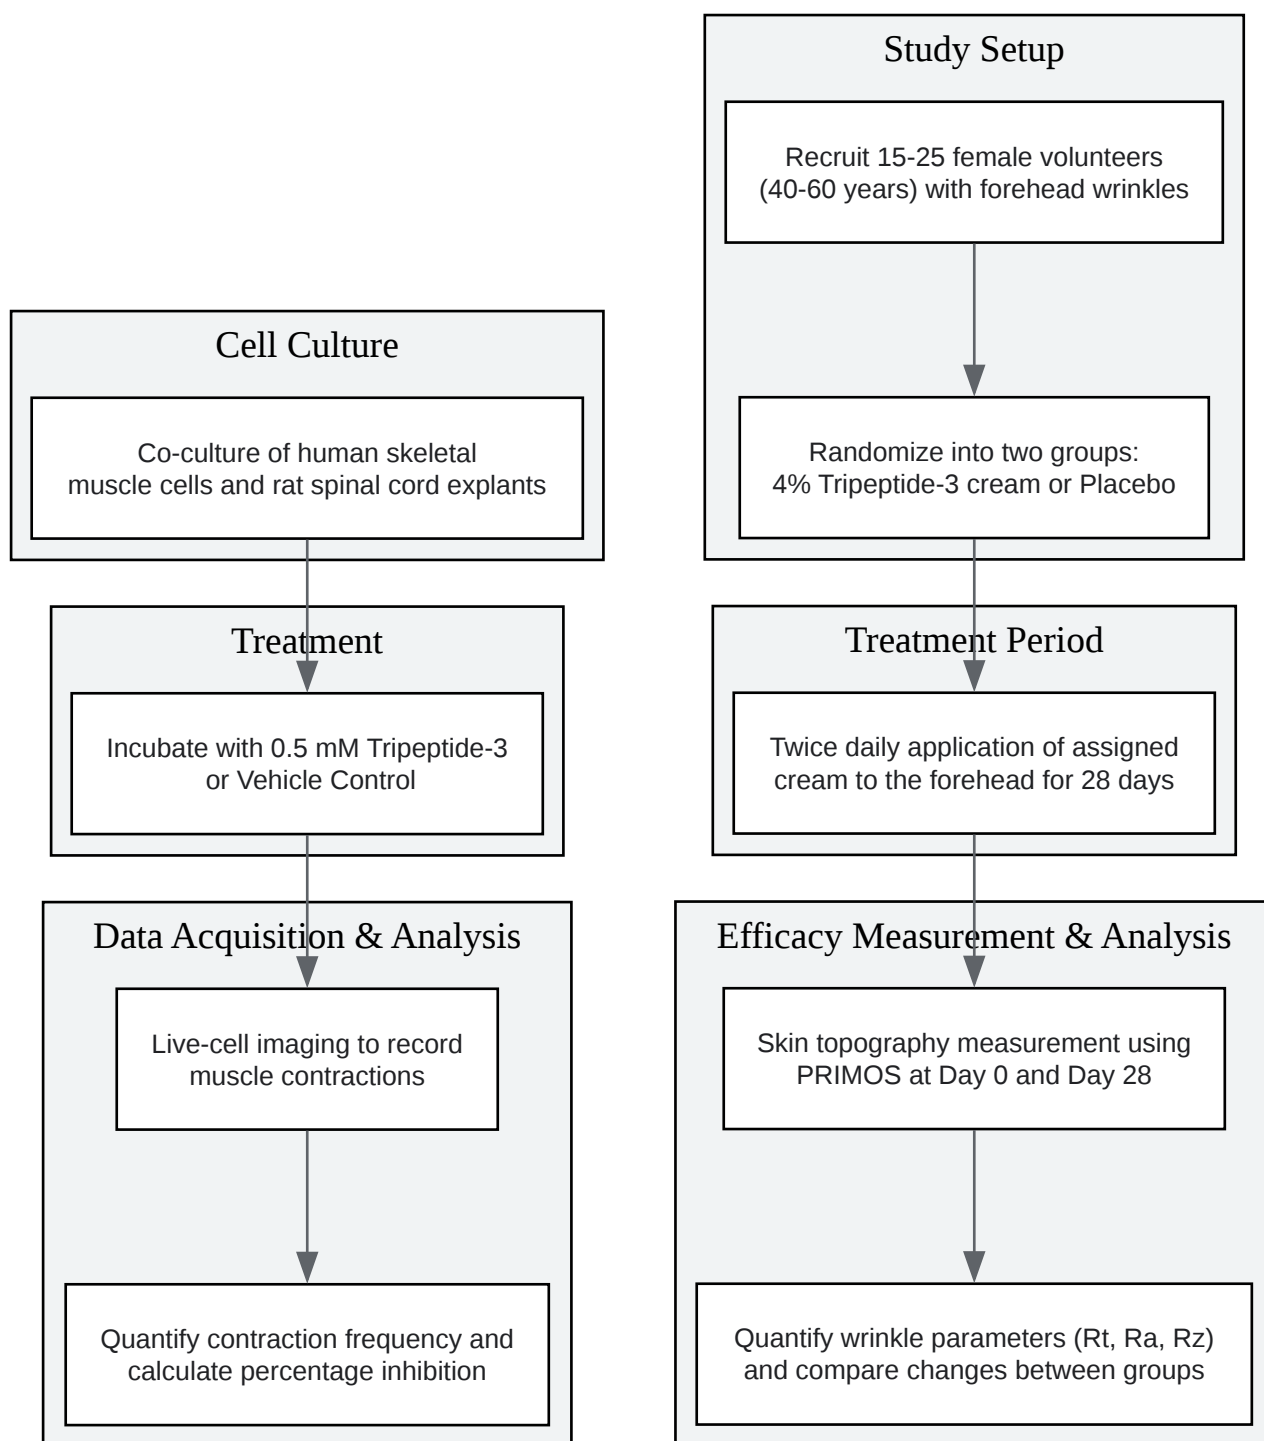 Cell Culture
Co-culture of human skeletal
muscle cells and rat spinal cord explants
Treatment
Incubate with 0.5 mM Tripeptide-3
or Vehicle Control
Data Acquisition & Analysis
Live-cell imaging to record
muscle contractions
Quantify contraction frequency and
calculate percentage inhibition
Study Setup
Recruit 15-25 female volunteers
(40-60 years) with forehead wrinkles
Randomize into two groups:
4% Tripeptide-3 cream or Placebo
Treatment Period
Twice daily application of assigned
cream to the forehead for 28 days
Efficacy Measurement & Analysis
Skin topography measurement using
PRIMOS at Day 0 and Day 28
Quantify wrinkle parameters (Rt, Ra, Rz)
and compare changes between groups